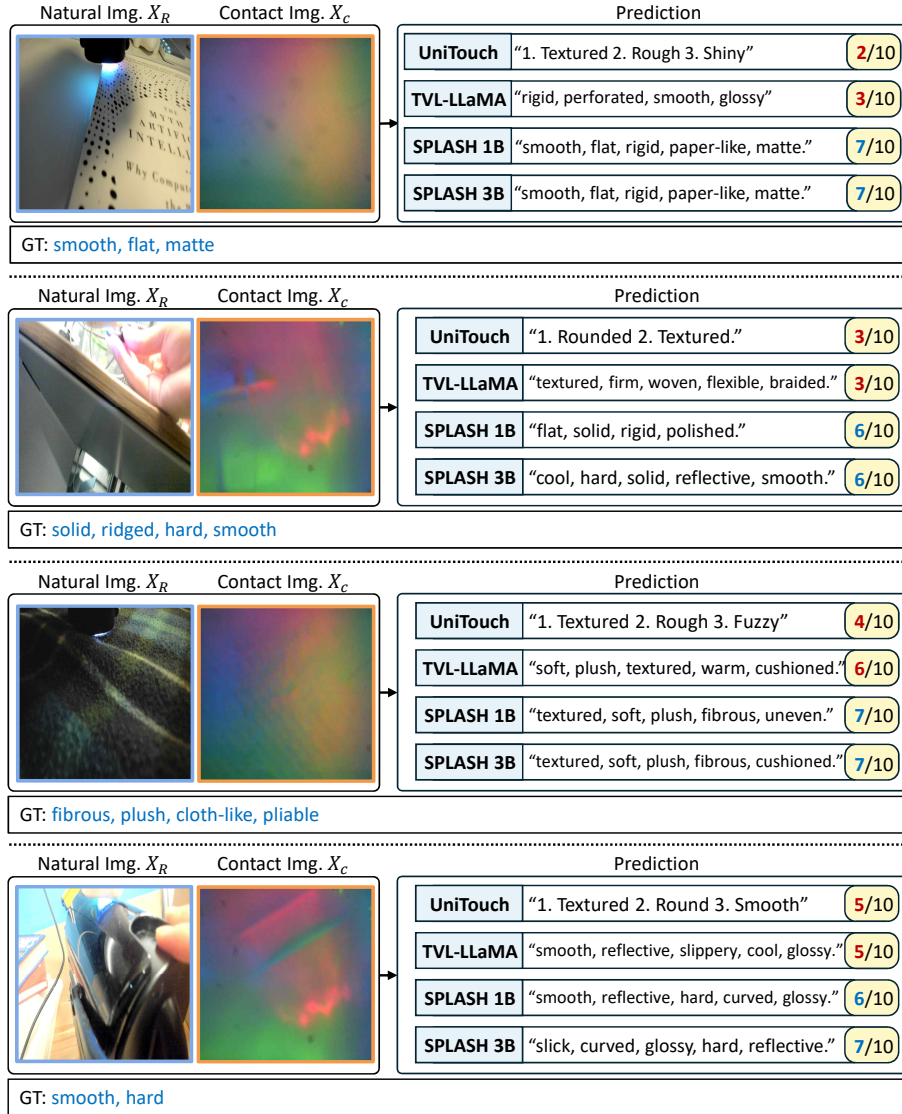 Natural Img. X_R Contact Img. X_c Prediction
MYTH
ARTIFIC
INTELLI
Why Compute
UniTouch "1. Textured 2. Rough 3. Shiny" 2/10
TVL-LLaMA "rigid, perforated, smooth, glossy" 3/10
SPLASH 1B "smooth, flat, rigid, paper-like, matte." 7/10
SPLASH 3B "smooth, flat, rigid, paper-like, matte." 7/10
GT: smooth, flat, matte
Natural Img. X_R Contact Img. X_c Prediction
UniTouch "1. Rounded 2. Textured." 3/10
TVL-LLaMA "textured, firm, woven, flexible, braided." 3/10
SPLASH 1B "flat, solid, rigid, polished." 6/10
SPLASH 3B "cool, hard, solid, reflective, smooth." 6/10
GT: solid, ridged, hard, smooth
Natural Img. X_R Contact Img. X_c Prediction
UniTouch "1. Textured 2. Rough 3. Fuzzy" 4/10
TVL-LLaMA "soft, plush, textured, warm, cushioned." 6/10
SPLASH 1B "textured, soft, plush, fibrous, uneven." 7/10
SPLASH 3B "textured, soft, plush, fibrous, cushioned." 7/10
GT: fibrous, plush, cloth-like, pliable
Natural Img. X_R Contact Img. X_c Prediction
UniTouch "1. Textured 2. Round 3. Smooth" 5/10
TVL-LLaMA "smooth, reflective, slippery, cool, glossy." 5/10
SPLASH 1B "smooth, reflective, hard, curved, glossy." 6/10
SPLASH 3B "slick, curved, glossy, hard, reflective." 7/10
GT: smooth, hard